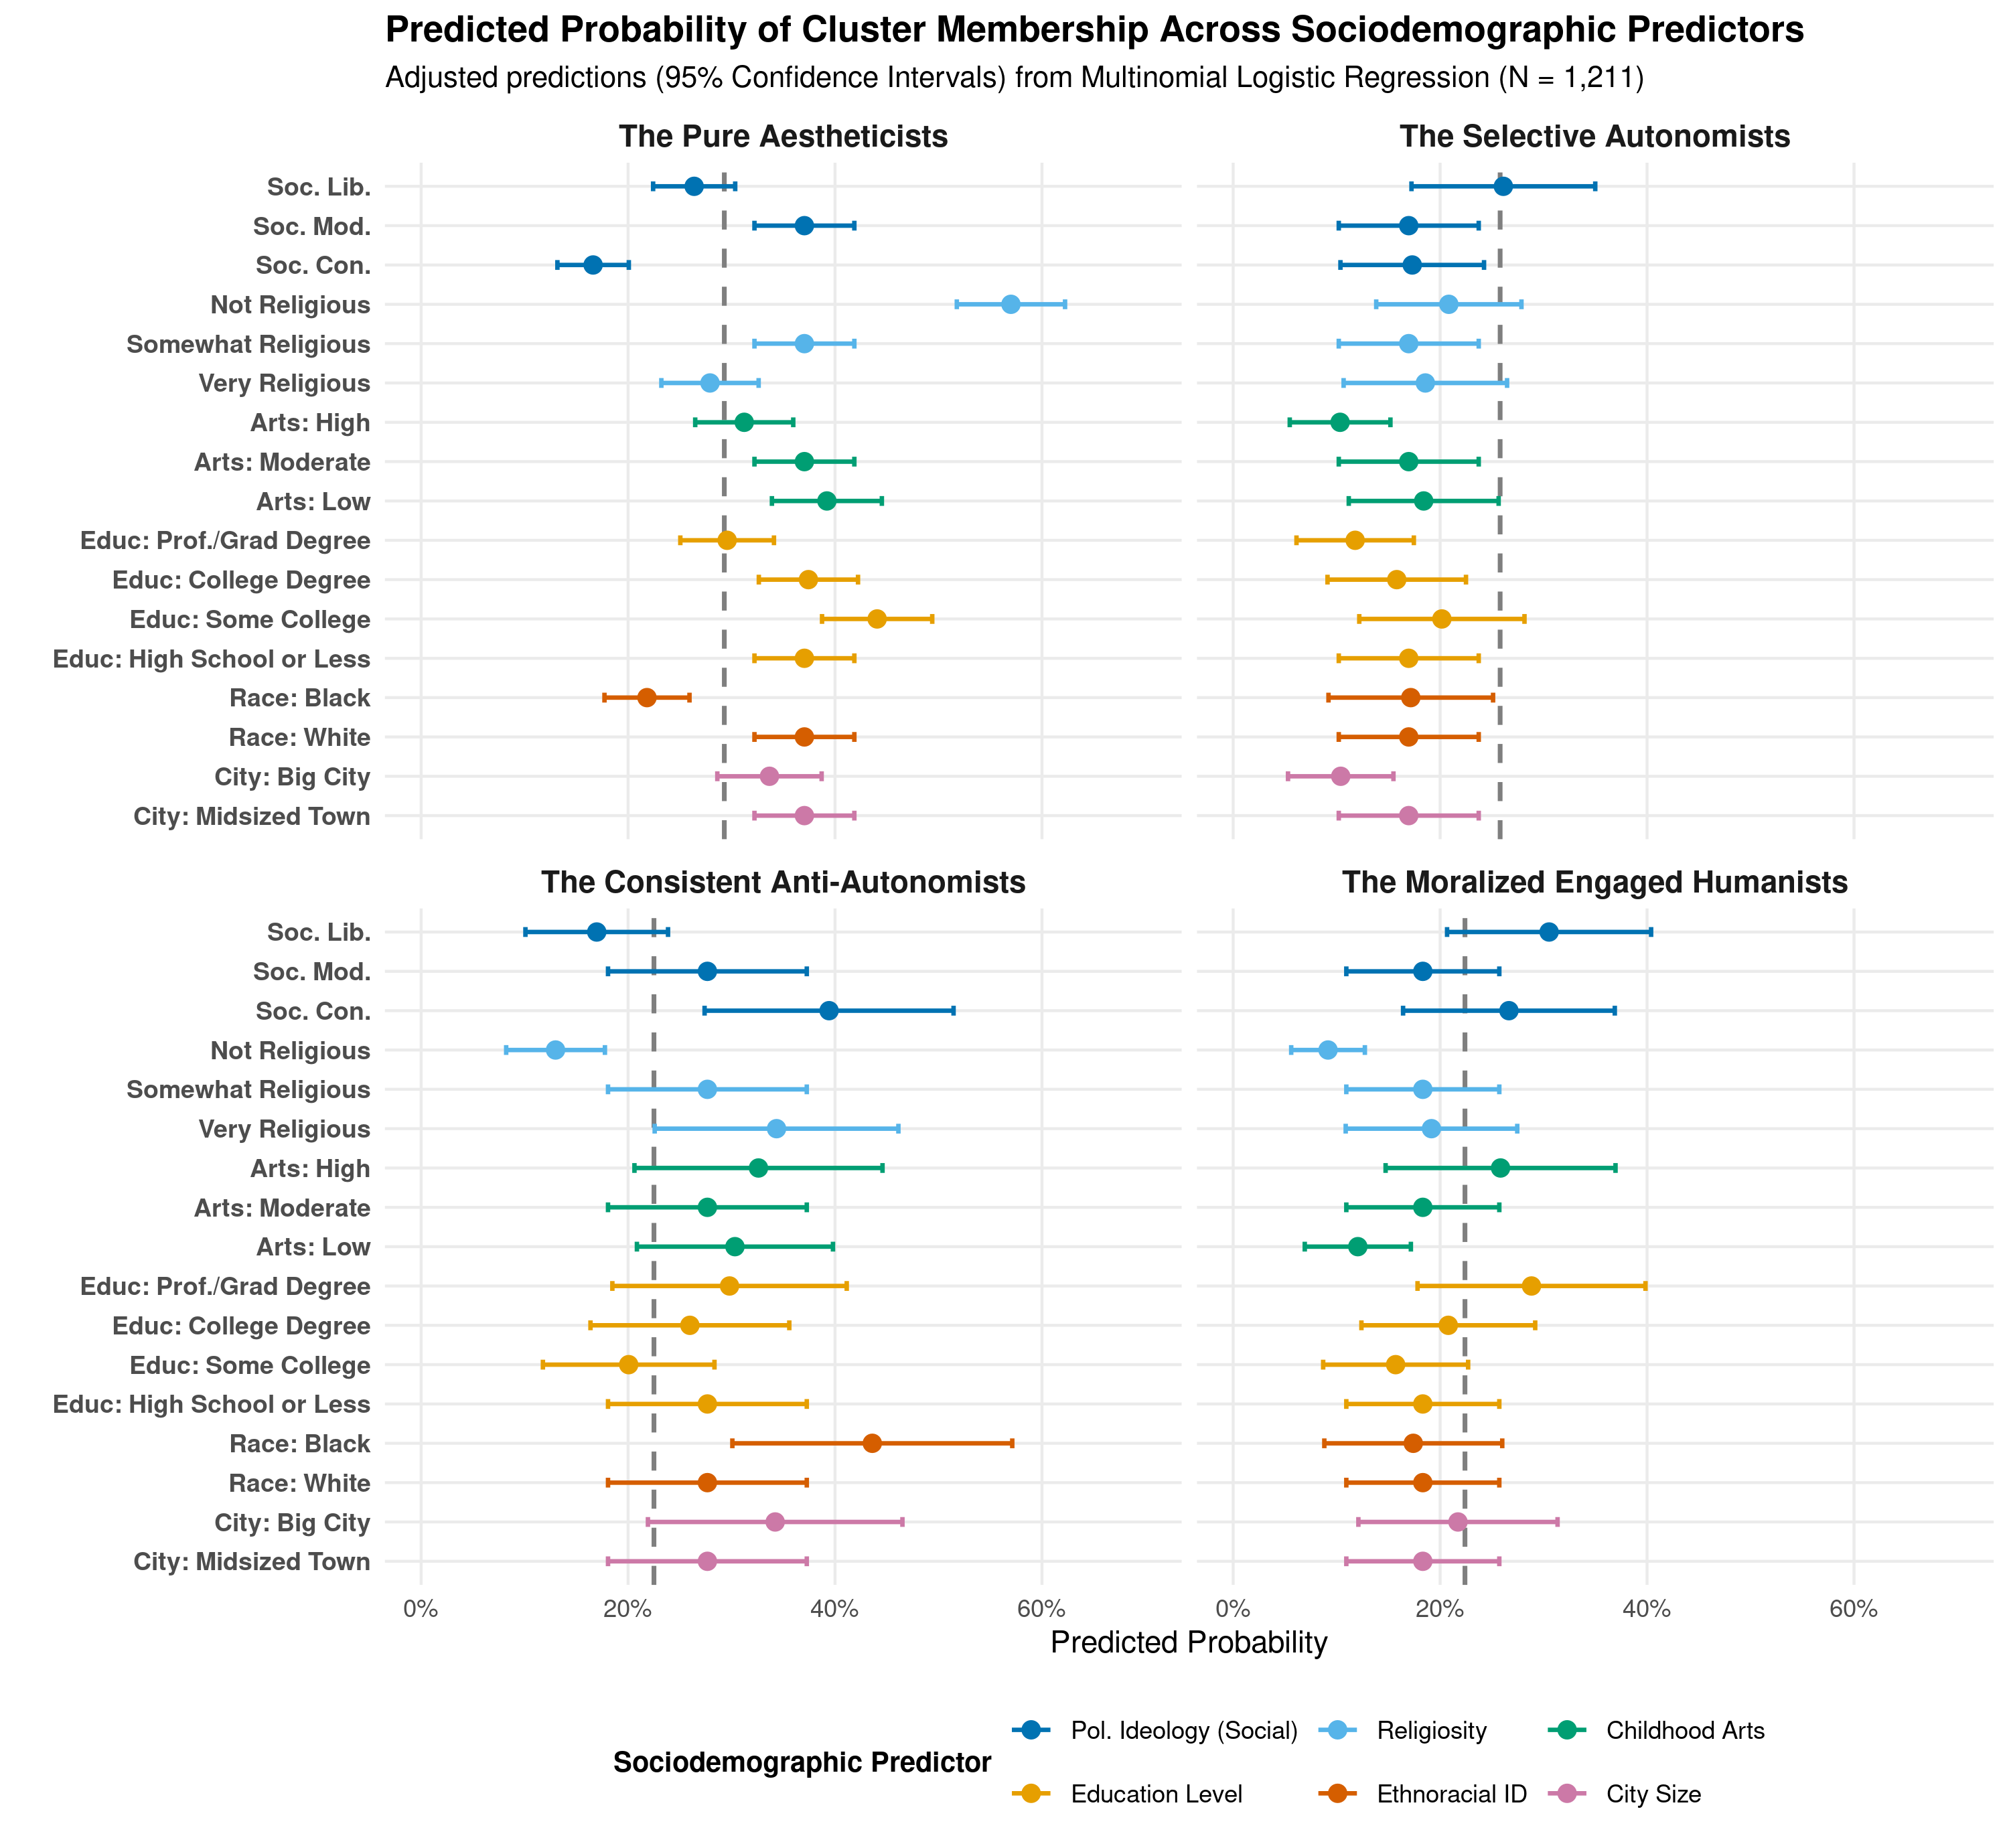 Predicted Probability of Cluster Membership Across Sociodemographic Predictors
Adjusted predictions (95% Confidence Intervals) from Multinomial Logistic Regression (N = 1,211)
The Pure Aestheticists
The Selective Autonomists
Soc. Lib.
Soc. Mod.
Soc. Con.
Not Religious
Somewhat Religious
Very Religious
Arts: High
Arts: Moderate
Arts: Low
Educ: Prof./Grad Degree
Educ: College Degree
Educ: Some College
Educ: High School or Less
Race: Black
Race: White
City: Big City
City: Midsized Town
The Consistent Anti-Autonomists
The Moralized Engaged Humanists
Soc. Lib.
Soc. Mod.
Soc. Con.
Not Religious
Somewhat Religious
Very Religious
Arts: High
Arts: Moderate
Arts: Low
Educ: Prof./Grad Degree
Educ: College Degree
Educ: Some College
Educ: High School or Less
Race: Black
Race: White
City: Big City
City: Midsized Town
0% 20% 40% 60% 0% 20% 40% 60%
Predicted Probability
Sociodemographic Predictor
Pol. Ideology (Social) Religiosity Childhood Arts
Education Level Ethnoracial ID City Size